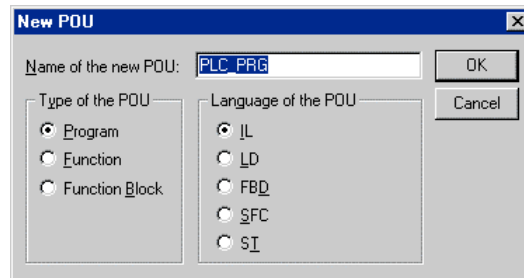 New POU
Name of the new POU: PLC_PRG
OK
Cancel
Type of the POU
Program
Function
Function Block
Language of the POU
IL
LD
FBD
SFC
ST